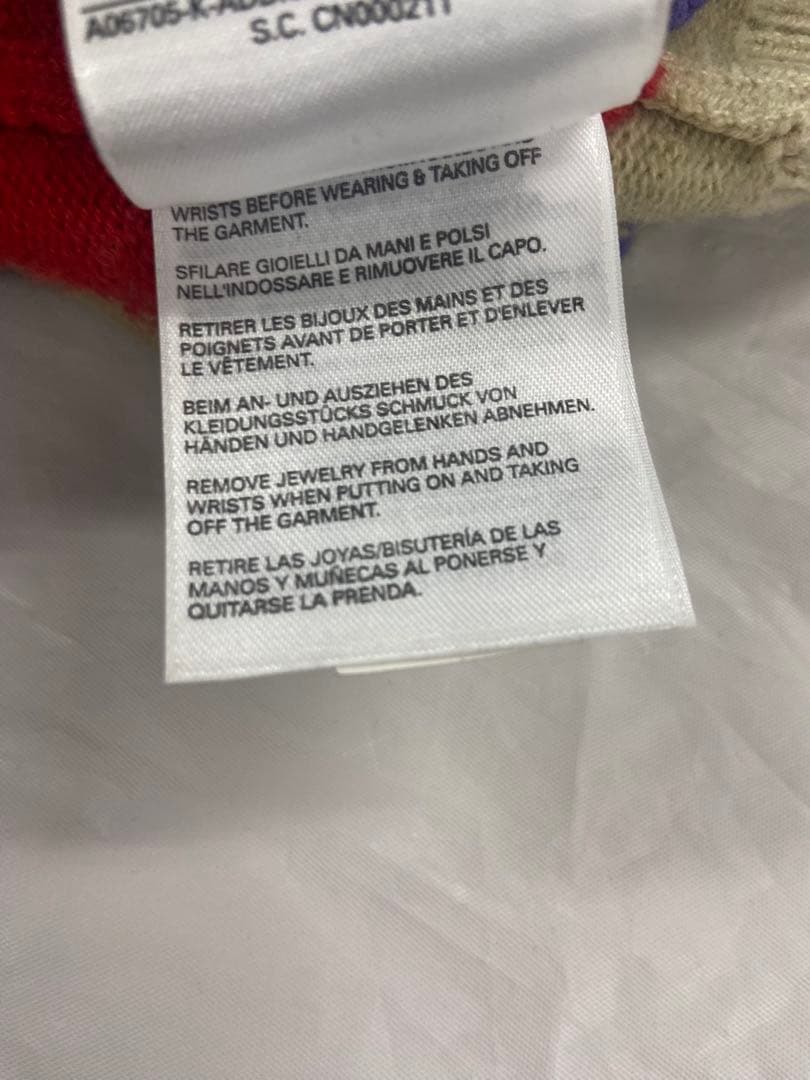 S.C. CN000211
WRISTS BEFORE WEARING & TAKING OFF
THE GARMENT.
SFILARE GIOIELLI DA MANI E POLSI
NELL'INDOSSARE E RIMUOVERE IL CAPO.
RETIRER LES BIJOUX DES MAINS ET DES
POIGNETS AVANT DE PORTER ET D'ENLEVER
LE VÊTEMENT.
BEIM AN- UND AUSZIEHEN DES
KLEIDUNGSSTÜCKS SCHMUCK VON
HÄNDEN UND HANDGELENKEN ABNEHMEN.
REMOVE JEWELRY FROM HANDS AND
WRISTS WHEN PUTTING ON AND TAKING
OFF THE GARMENT.
RETIRE LAS JOYAS/BISUTERÍA DE LAS
MANOS Y MUÑECAS AL PONERSE Y
QUITARSE LA PRENDA.